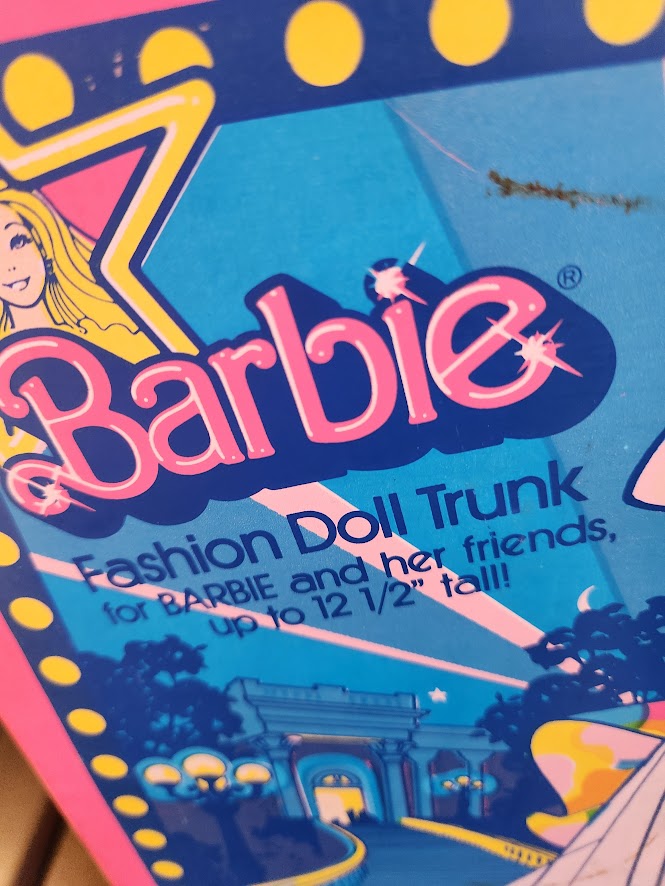 Barbie®
Fashion Doll Trunk
for BARBIE and her friends,
up to 12 1/2" tall!